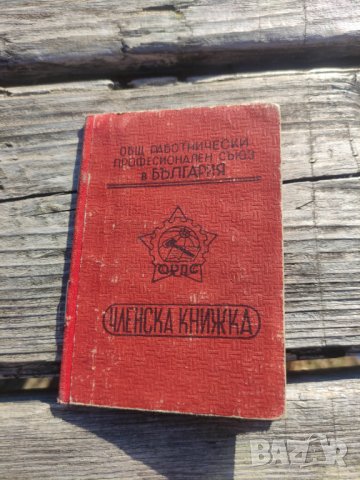 ОБЩ РАБОТНИЧЕСКИ
ПРОФЕСИОНАЛЕН СЪЮЗ
в БЪЛГАРИЯ
ОРПС
ЧЛЕНСКА КНИЖКА
BAZAR